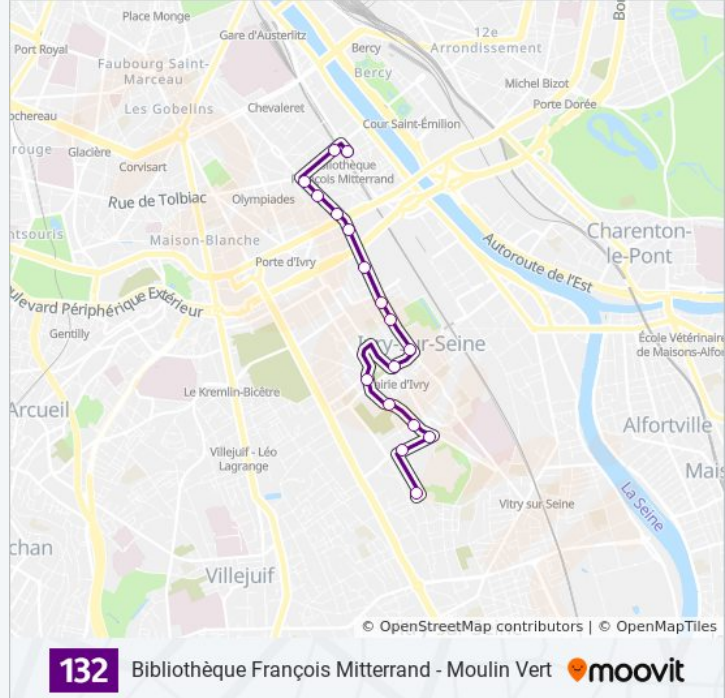 Place Monge
Gare d'Austerlitz
Port Royal
Bercy
12e
Arrondissement
Faubourg Saint-
Marceau
Bercy
Michel Bizot
Les Gobelins
Chevaleret
Porte Dorée
Cour Saint-Émilion
Glacière
Corvisart
François Mitterrand
Rue de Tolbiac
Olympiades
Maison-Blanche
Charenton-
le-Pont
Porte d'Ivry
Autoroute de l'Est
Boulevard Périphérique Extérieur
Gentilly
Ivry-sur-Seine
École Vétérinaire
de Maisons-Alfor
Mairie d'Ivry
Le Kremlin-Bicêtre
Arcueil
Alfortville
Villejuif - Léo
Lagrange
Mais
Vitry sur Seine
La Seine
chan
Villejuif
© OpenStreetMap contributors | © OpenMapTiles
132 Bibliothèque François Mitterrand - Moulin Vert moovit